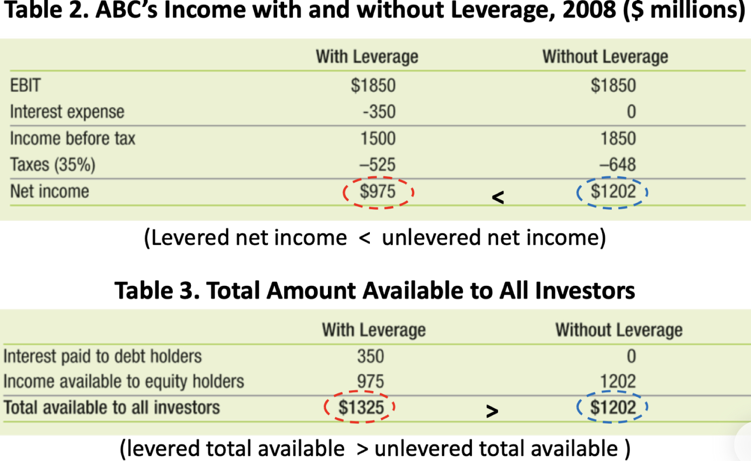 Table 2. ABC's Income with and without Leverage, 2008 ($ millions)
With Leverage Without Leverage
EBIT $1850 $1850
Interest expense -350 0
Income before tax 1500 1850
Taxes (35%) –525 –648
Net income $975 < $1202
(Levered net income < unlevered net income)
Table 3. Total Amount Available to All Investors
With Leverage Without Leverage
Interest paid to debt holders 350 0
Income available to equity holders 975 1202
Total available to all investors $1325 > $1202
(levered total available > unlevered total available )